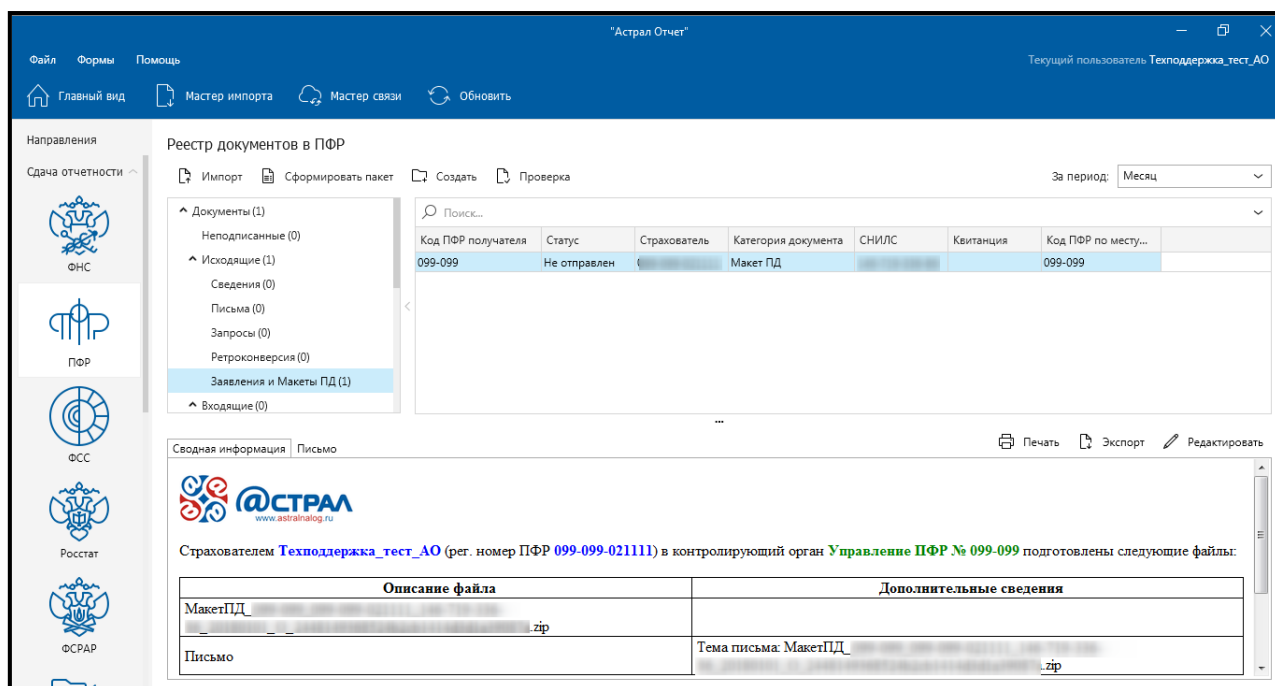 "Астрал Отчет"
Файл Формы Помощь
Текущий пользователь Техподдержка_тест_АО
Главный вид Мастер импорта Мастер связи Обновить
Направления
Сдача отчетности
ФНС
ПФР
ФСС
Росстат
ФСРАР
Реестр документов в ПФР
Импорт Сформировать пакет Создать Проверка
За период: Месяц
Документы (1)
Неподписанные (0)
Исходящие (1)
Сведения (0)
Письма (0)
Запросы (0)
Ретроконверсия (0)
Заявления и Макеты ПД (1)
Входящие (0)
Поиск...
Код ПФР получателя Статус Страхователь Категория документа СНИЛС Квитанция Код ПФР по месту...
099-099 Не отправлен Макет ПД 099-099
...
Сводная информация Письмо
Печать Экспорт Редактировать
@СТРАЛ
www.astralnalog.ru
Страхователем Техподдержка_тест_АО (рег. номер ПФР 099-099-021111) в контролирующий орган Управление ПФР № 099-099 подготовлены следующие файлы:
Описание файла Дополнительные сведения
МакетПД_
.zip
Письмо
Тема письма: МакетПД_
.zip